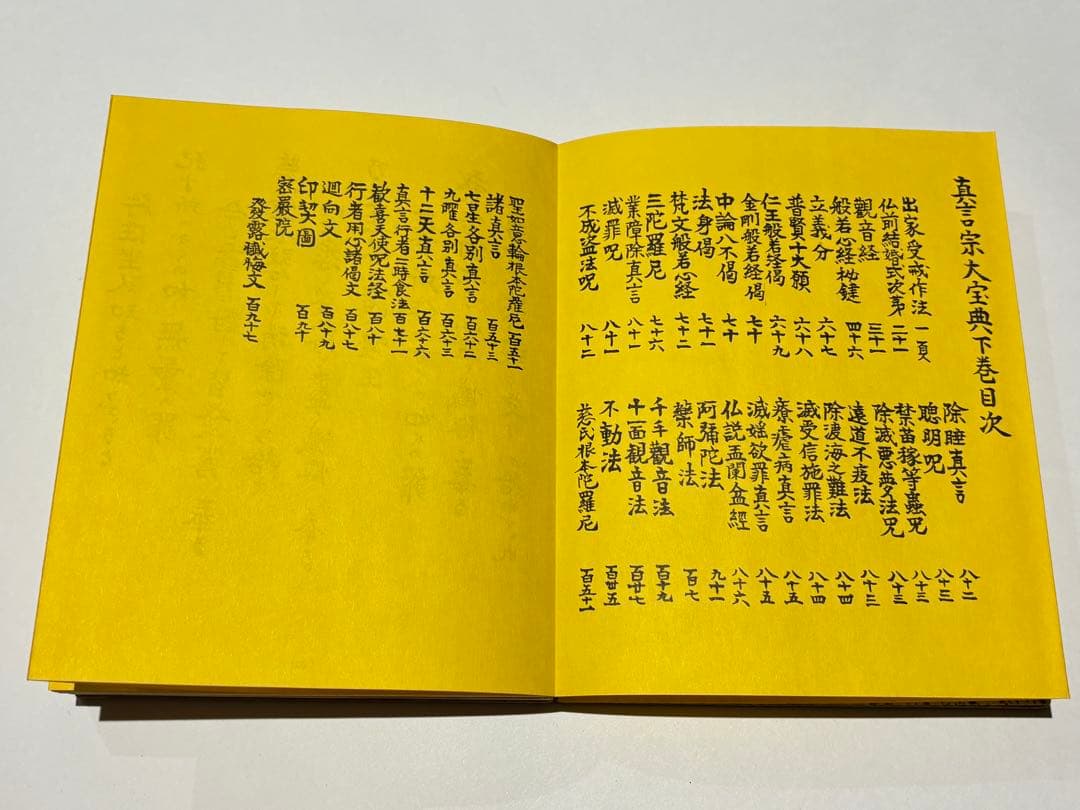 真言宗大宝典下巻目次
出家受戒作法 一頁
仏前結婚式次第 二十一
観音経 三十一
般若心経秘鍵 四十六
立義分 六十七
普賢十大願 六十八
仁王般若経偈 六十九
金剛般若経偈 七十
中論八不偈 七十
法身偈 七十一
梵文般若心経 七十二
三陀羅尼 七十六
業障除真言 八十一
滅罪呪 八十一
不成盗法呪 八十二
除睡真言 八十二
聡明呪 八十三
禁苗稼等蟲呪 八十三
除滅悪夢法呪 八十三
遠道不疲法 八十三
除渡海之難法 八十四
滅受信施罪法 八十四
療瘧病真言 八十五
滅婬欲罪真言 八十五
仏説盂蘭盆經 八十六
阿弥陀法 九十一
藥師法 百七
千手觀音法 百十九
十一面観音法 百廿七
不動法 百卅五
慈氏根本陀羅尼 百五十一
聖如意輪根本陀羅尼 百五十一
諸真言 百五十三
七星各别真言 百六十二
九曜各别真言 百六十三
十二天真言 百六十六
真言行者二時食法 百七十一
歓喜天使呪法経 百八十
行者用心諸偈文 百八十七
廻向文 百八十九
印契図 百九十
密厳院
發露懺悔文 百九十七